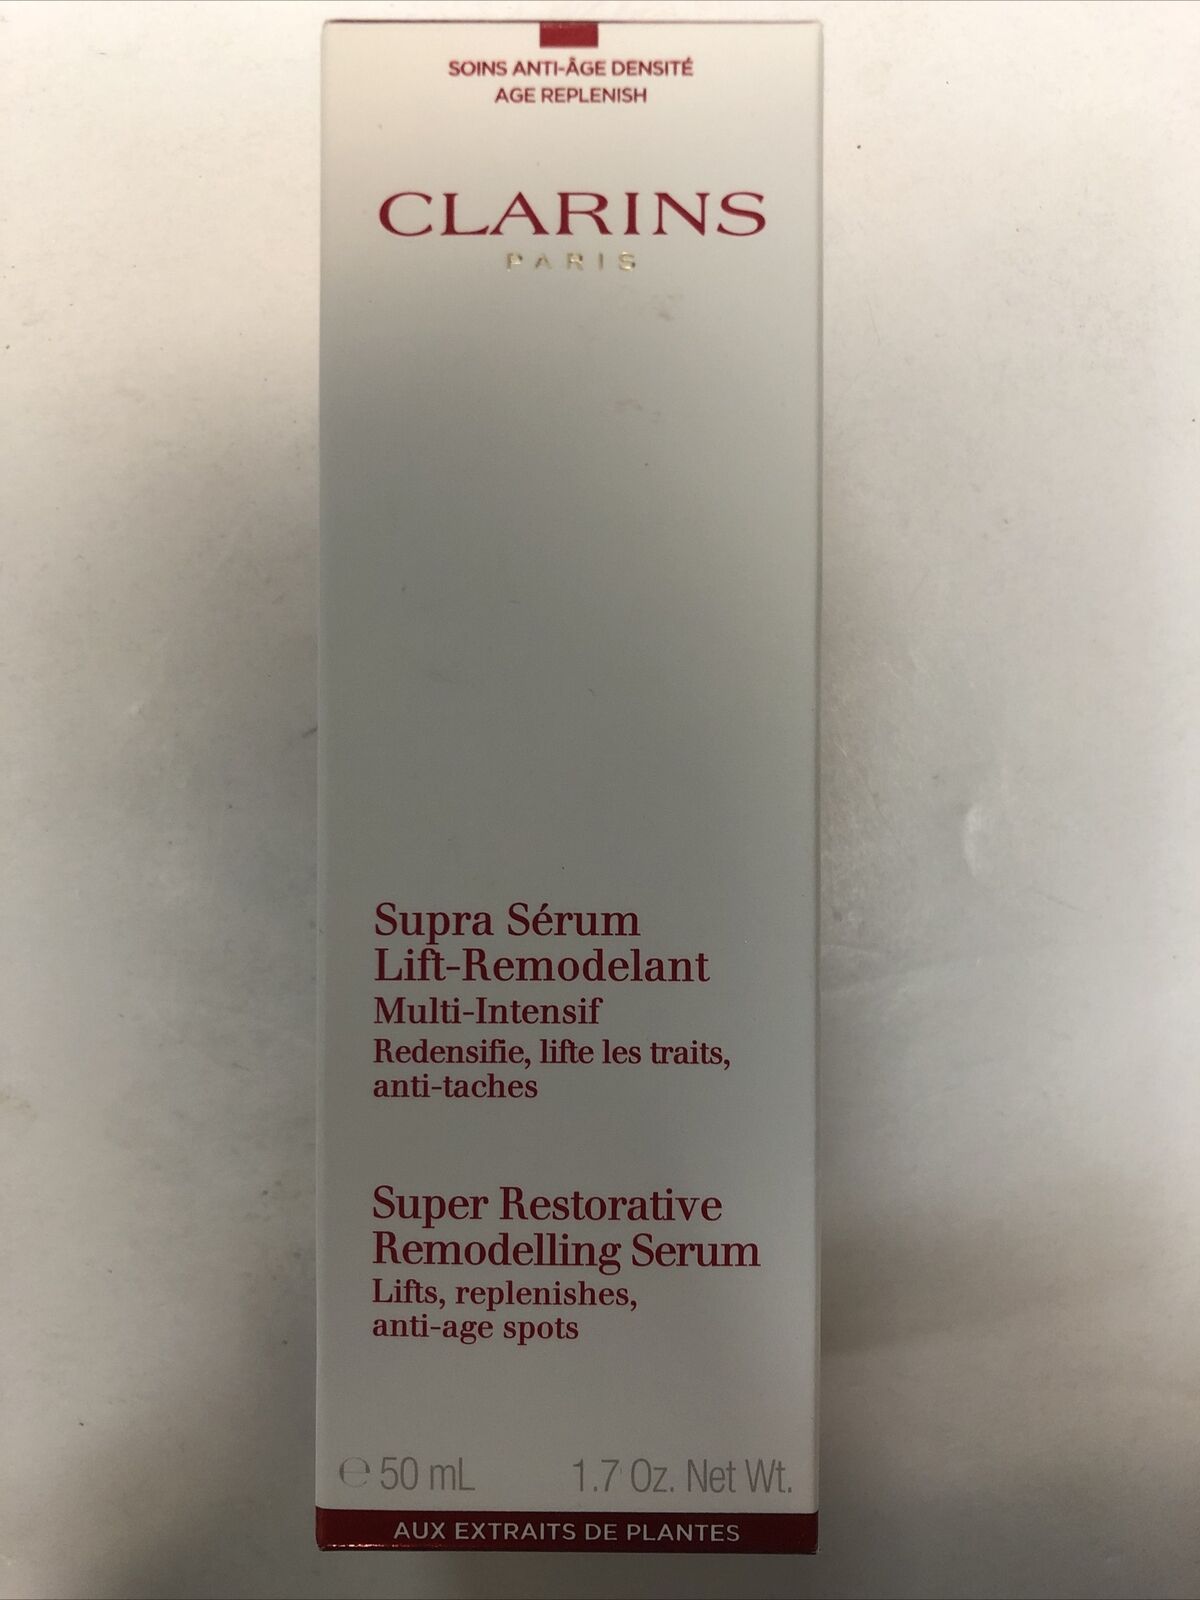 SOINS ANTI-ÂGE DENSITÉ
AGE REPLENISH
CLARINS
PARIS
Supra Sérum
Lift-Remodelant
Multi-Intensif
Redensifie, lifte les traits,
anti-taches
Super Restorative
Remodelling Serum
Lifts, replenishes,
anti-age spots
℮ 50 mL 1.7 Oz. Net Wt.
AUX EXTRAITS DE PLANTES